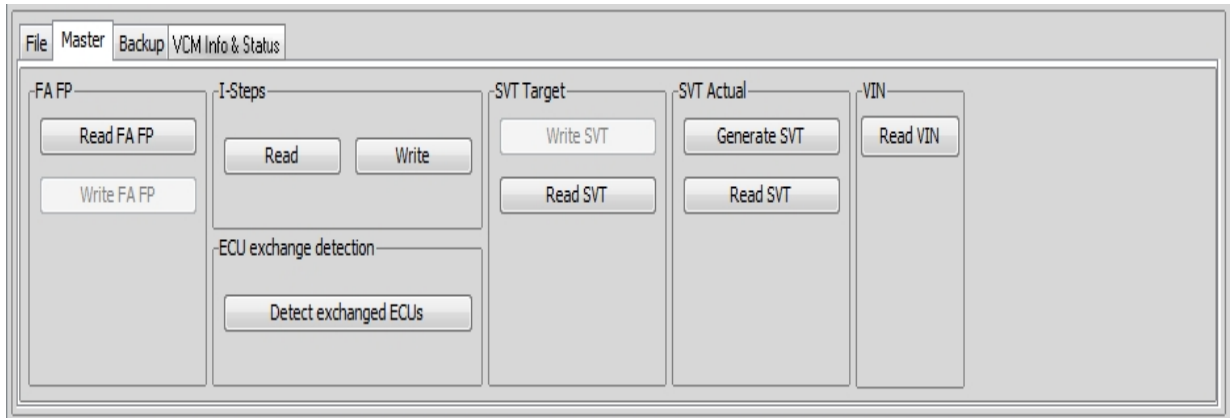 File
Master
Backup
VCM Info & Status
FA FP
Read FA FP
Write FA FP
I-Steps
Read
Write
ECU exchange detection
Detect exchanged ECUs
SVT Target
Write SVT
Read SVT
SVT Actual
Generate SVT
Read SVT
VIN
Read VIN